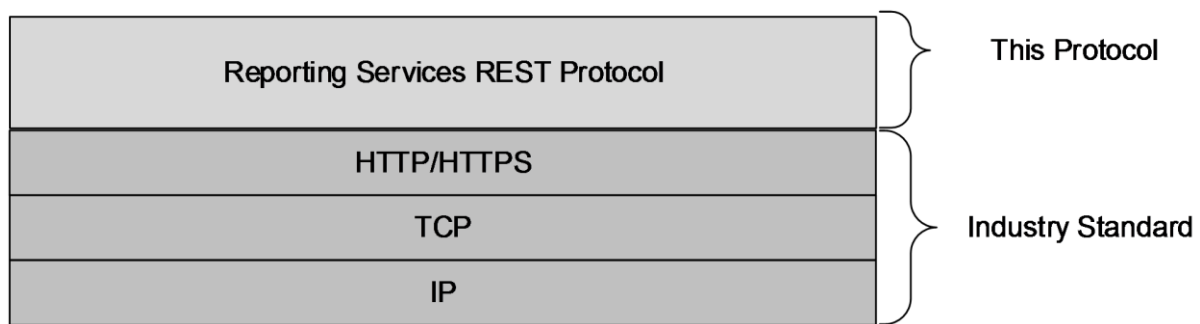 Reporting Services REST Protocol
This Protocol
HTTP/HTTPS
TCP
Industry Standard
IP